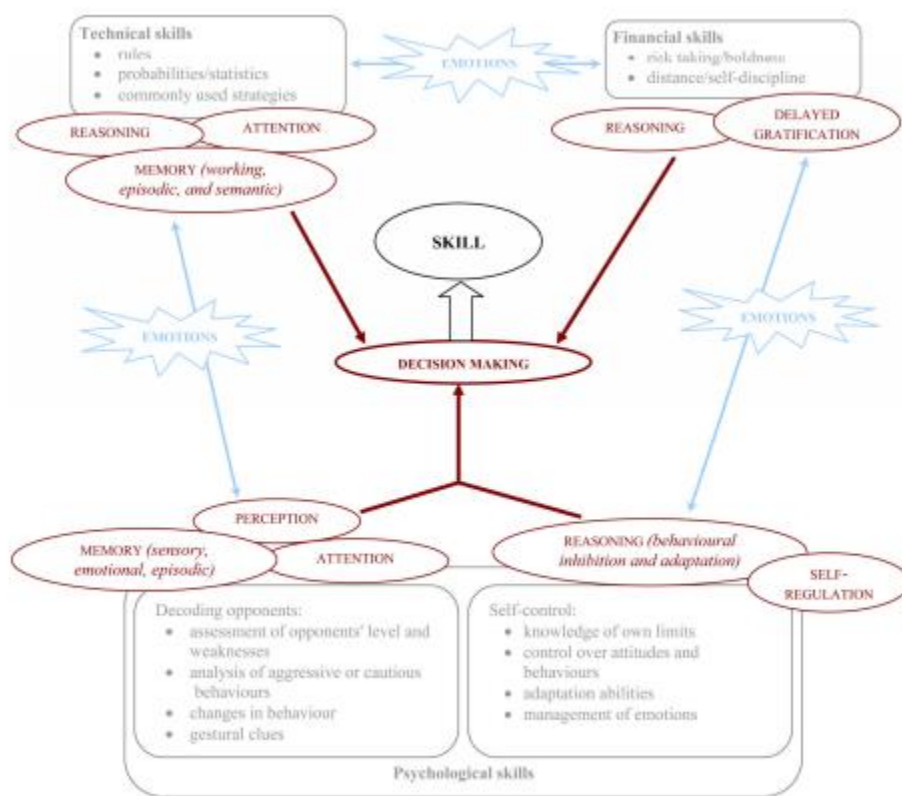 Technical skills
• rules
• probabilities/statistics
• commonly used strategies
EMOTIONS
Financial skills
• risk taking/boldness
• distance/self-discipline
REASONING
ATTENTION
MEMORY (working,
episodic, and semantic)
REASONING
DELAYED
GRATIFICATION
SKILL
EMOTIONS
EMOTIONS
DECISION MAKING
PERCEPTION
MEMORY (sensory,
emotional, episodic)
ATTENTION
REASONING (behavioural
inhibition and adaptation)
SELF-
REGULATION
Decoding opponents:
• assessment of opponents' level and
weaknesses
• analysis of aggressive or cautious
behaviours
• changes in behaviour
• gestural clues
Self-control:
• knowledge of own limits
• control over attitudes and
behaviours
• adaptation abilities
• management of emotions
Psychological skills